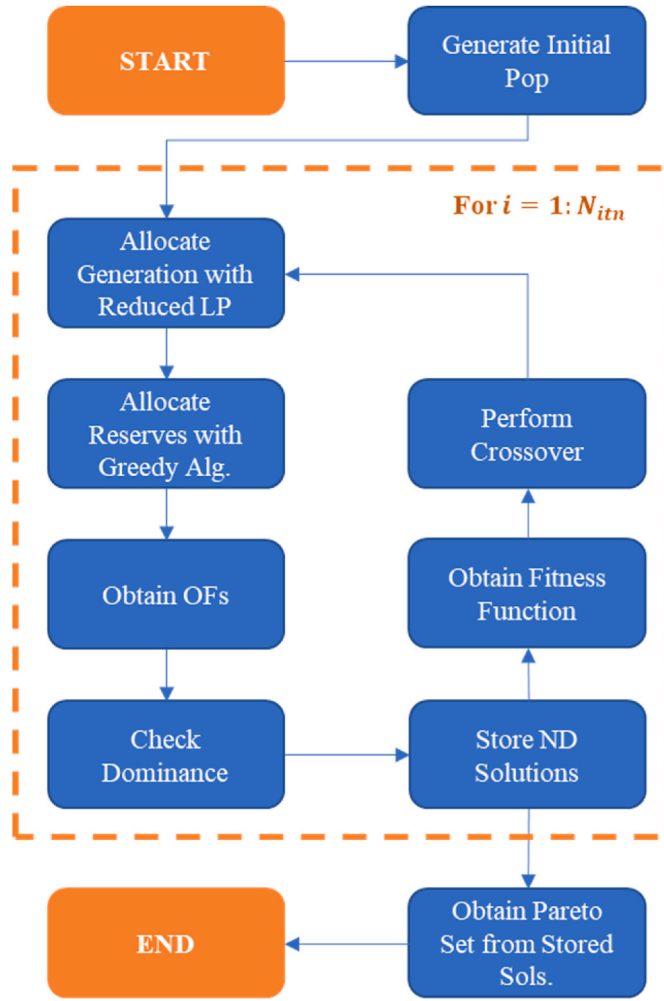 START
Generate Initial
Pop
For i = 1: N_itn
Allocate
Generation with
Reduced LP
Allocate
Reserves with
Greedy Alg.
Perform
Crossover
Obtain OFs
Obtain Fitness
Function
Check
Dominance
Store ND
Solutions
END
Obtain Pareto
Set from Stored
Sols.